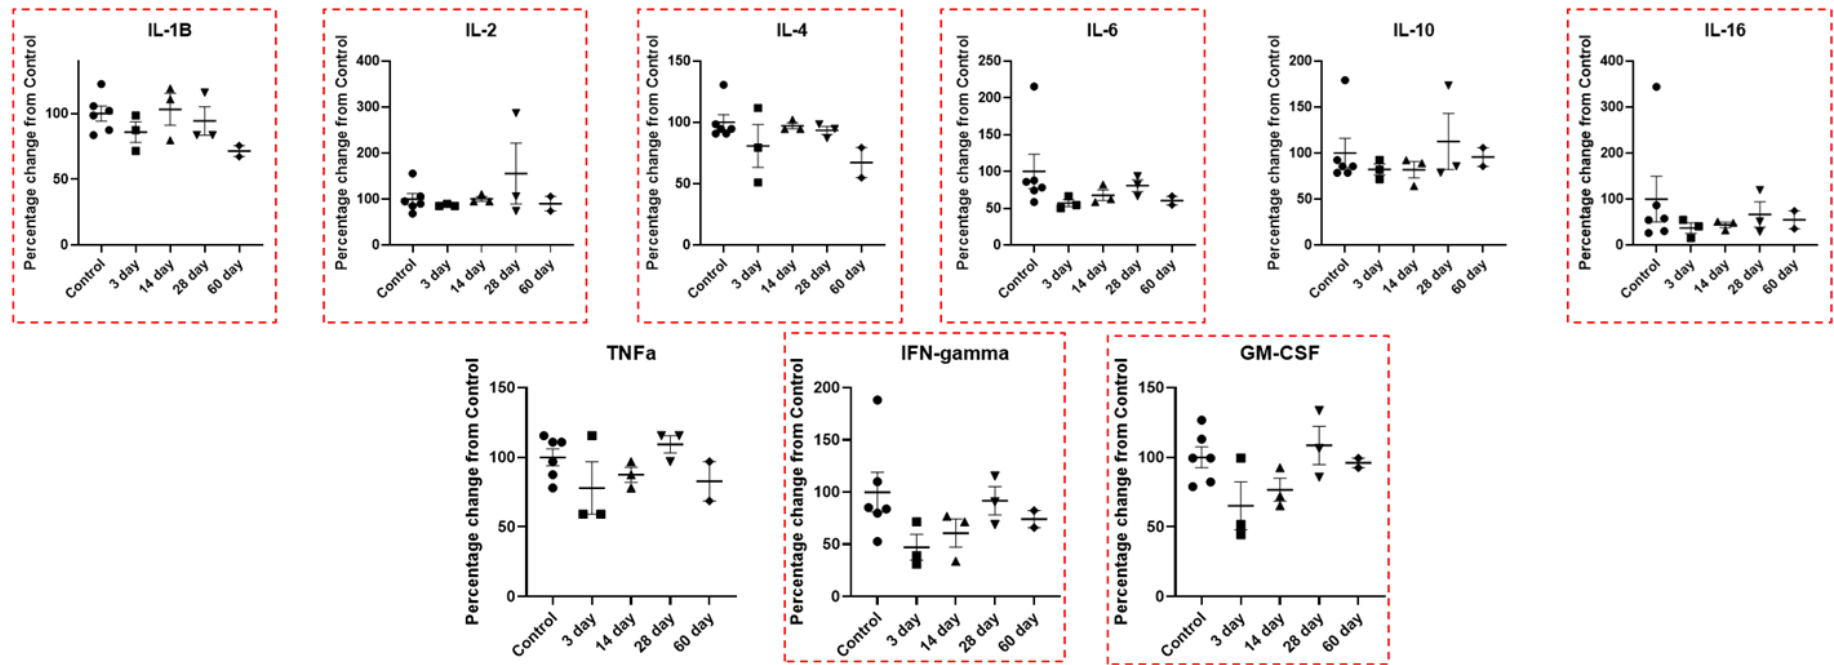 IL-1B
Percentage change from Control
100
50
0
Control
3 day
14 day
28 day
60 day
IL-2
Percentage change from Control
400
300
200
100
0
Control
3 day
14 day
28 day
60 day
IL-4
Percentage change from Control
150
100
50
0
Control
3 day
14 day
28 day
60 day
IL-6
Percentage change from Control
250
200
150
100
50
0
Control
3 day
14 day
28 day
60 day
IL-10
Percentage change from Control
200
150
100
50
0
Control
3 day
14 day
28 day
60 day
IL-16
Percentage change from Control
400
300
200
100
0
Control
3 day
14 day
28 day
60 day
TNFa
Percentage change from Control
150
100
50
0
Control
3 day
14 day
28 day
60 day
IFN-gamma
Percentage change from Control
200
150
100
50
0
Control
3 day
14 day
28 day
60 day
GM-CSF
Percentage change from Control
150
100
50
0
Control
3 day
14 day
28 day
60 day